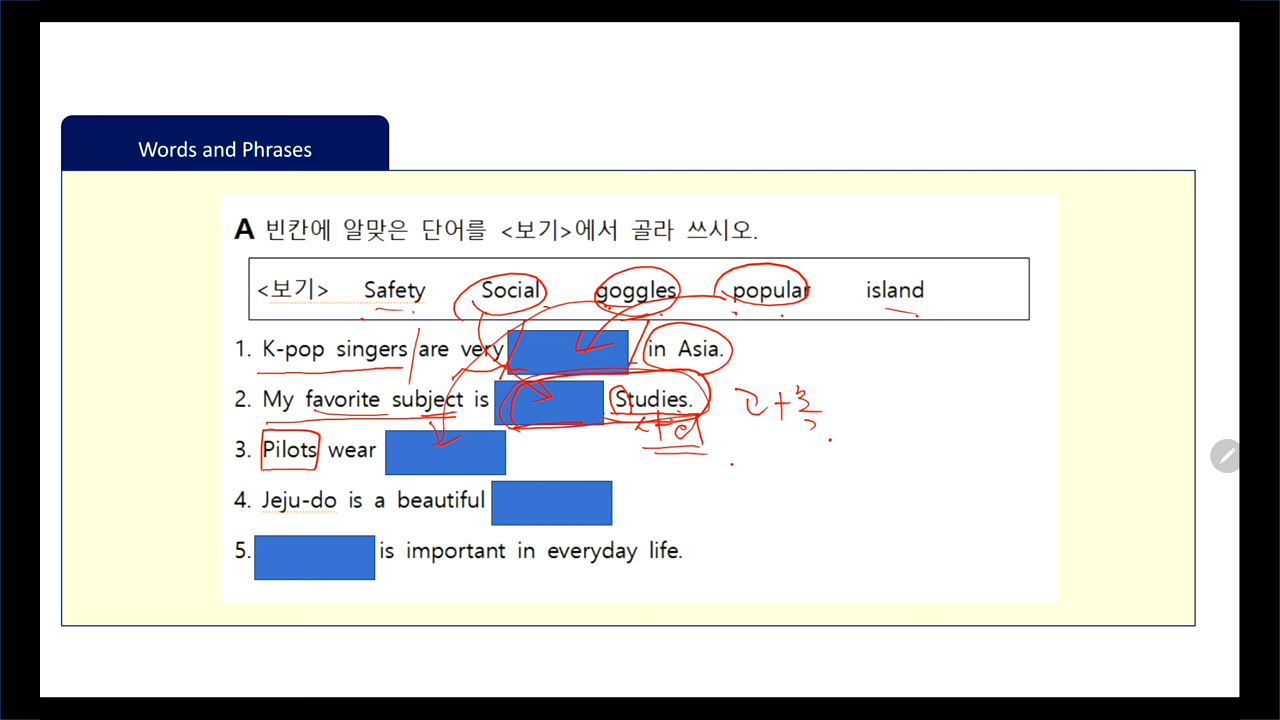 Words and Phrases
A 빈칸에 알맞은 단어를 <보기>에서 골라 쓰시오.
<보기> Safety Social goggles popular island
1. K-pop singers are very in Asia.
2. My favorite subject is Studies.
3. Pilots wear
4. Jeju-do is a beautiful
5. is important in everyday life.